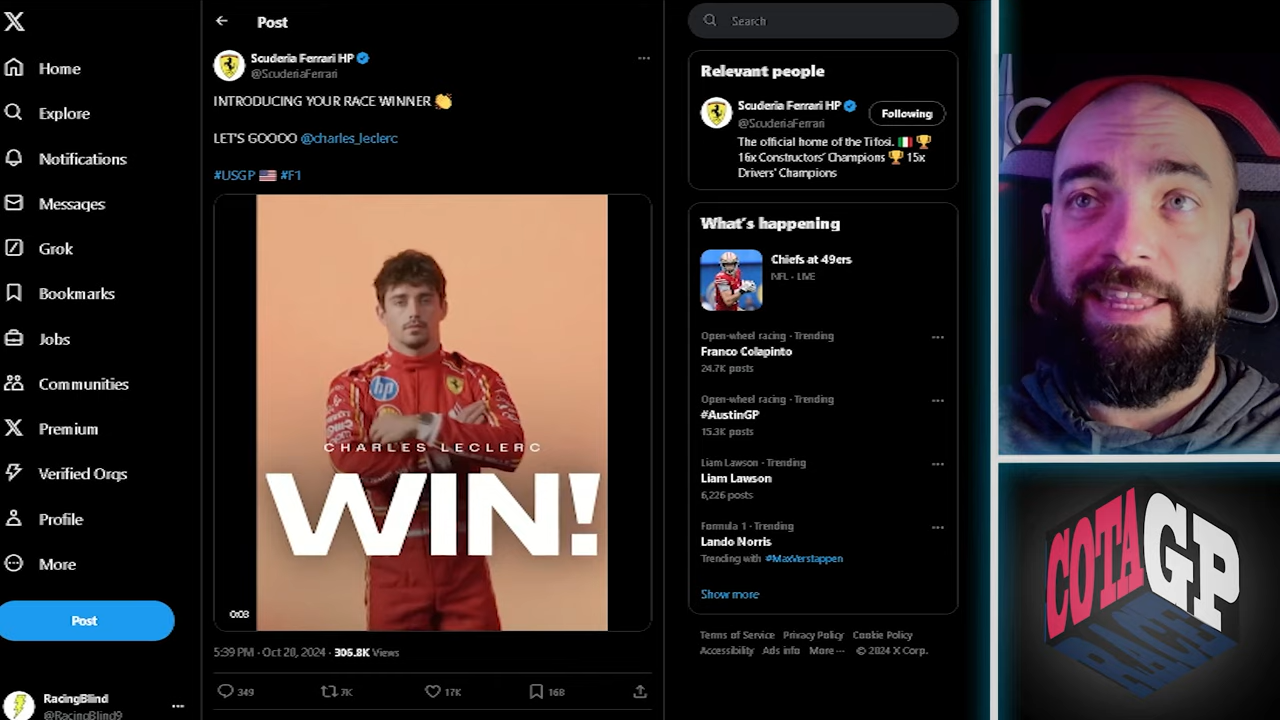 Home
Explore
Notifications
Messages
Grok
Bookmarks
Jobs
Communities
Premium
Verified Orgs
Profile
More
Post
RacingBlind
@RacingBlind9
Post
Scuderia Ferrari HP
@ScuderiaFerrari
INTRODUCING YOUR RACE WINNER 👏
LET'S GOOOO @charles_leclerc
#USGP 🇺🇸 #F1
hp
CHARLES LECLERC
WIN!
0:03
5:39 PM · Oct 20, 2024 · 306.8K Views
349
7K
17K
168
Search
Relevant people
Scuderia Ferrari HP
@ScuderiaFerrari
Following
The official home of the Tifosi. 🇮🇹 🏆
16x Constructors' Champions 🏆 15x
Drivers' Champions
What's happening
Chiefs at 49ers
NFL · LIVE
Open-wheel racing · Trending
Franco Colapinto
24.7K posts
Open-wheel racing · Trending
#AustinGP
15.3K posts
Liam Lawson · Trending
Liam Lawson
6,226 posts
Formula 1 · Trending
Lando Norris
Trending with #MaxVerstappen
Show more
Terms of Service Privacy Policy Cookie Policy
Accessibility Ads info More ··· © 2024 X Corp.
COTA GP
RACE